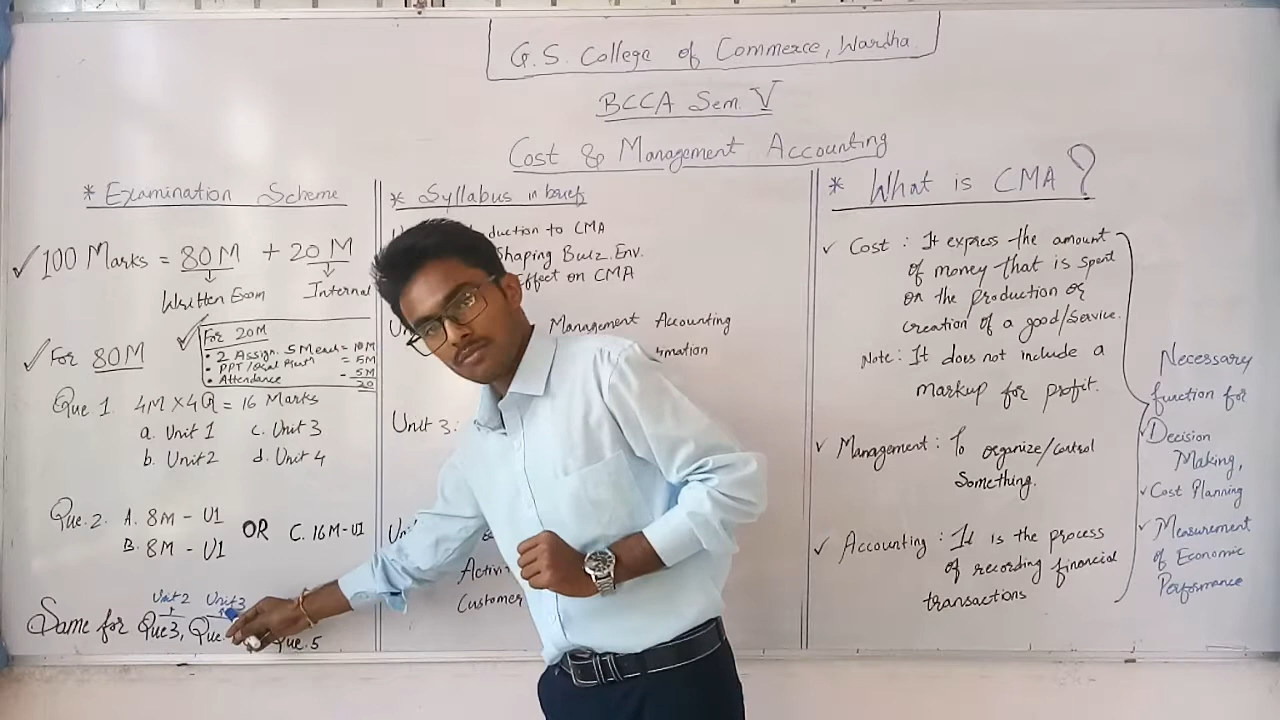 G. S. College of Commerce, Wardha.
BCCA Sem. V
Cost & Management Accounting
* Examination Scheme
✓ 100 Marks = 80 M + 20 M
Written Exam Internal
✓ For 80M
✓ For 20M
• 2 Assign. 5M each = 10M
• PPT / Oral = 5M
• Attendance - 5M
20
Que 1. 4M X 4Q = 16 Marks
a. Unit 1 c. Unit 3
b. Unit 2 d. Unit 4
Que. 2. A. 8M - U1 OR C. 16M - U1
B. 8M - U1
Unit 2 Unit 3
Same for Que 3, Que. Que. 5
* Syllabus in brief
to CMA
Shaping Buiz. Env.
Effect on CMA
Management Accounting
Unit 3:
Customer
* What is CMA?
✓ Cost : It express the amount
of money that is spent
on the production or
creation of a good/service.
Note : It does not include a
markup for profit.
✓ Management : To organize/control
Something.
✓ Accounting : It is the process
of recording financial
transactions
Necessary
function for
✓ Decision
Making,
✓ Cost Planning
✓ Measurement
of Economic
Performance